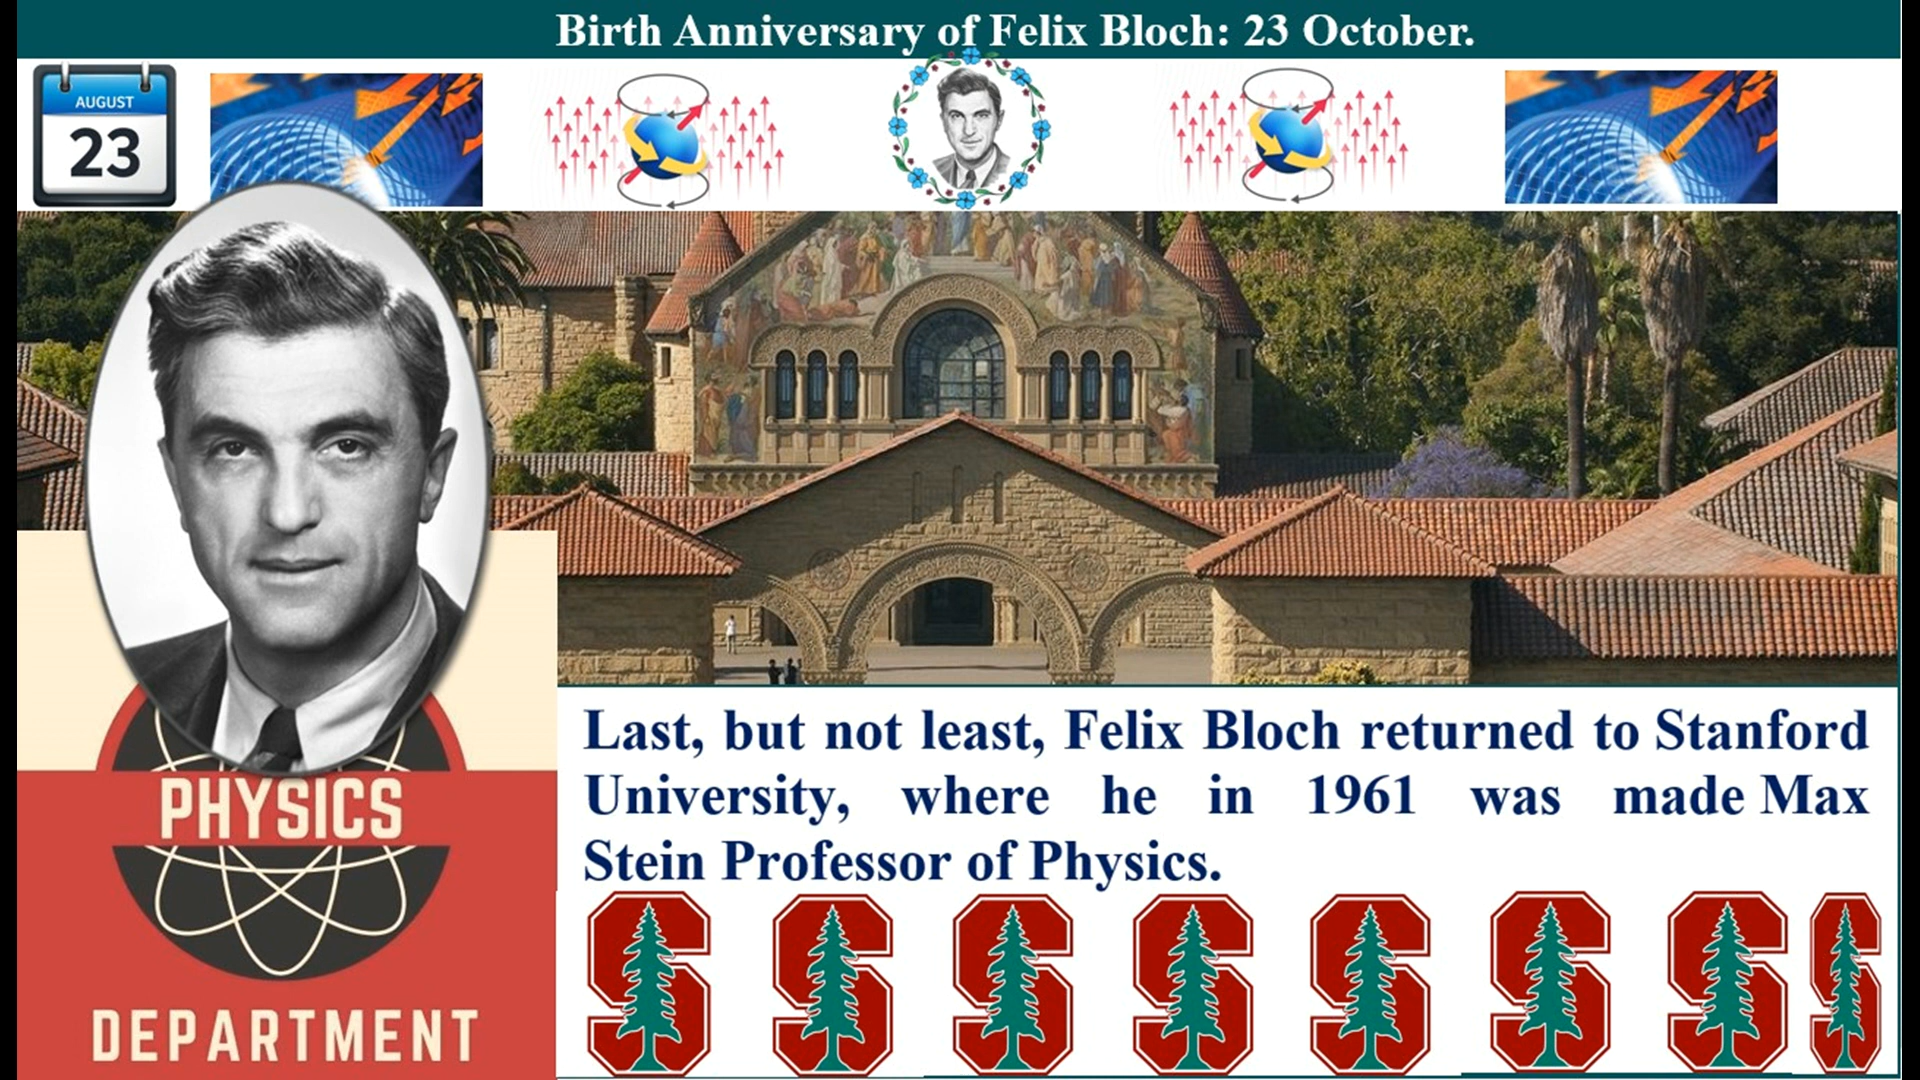 Birth Anniversary of Felix Bloch: 23 October.
AUGUST
23
Last, but not least, Felix Bloch returned to Stanford
University, where he in 1961 was made Max
Stein Professor of Physics.
PHYSICS
DEPARTMENT
S S S S S S S S